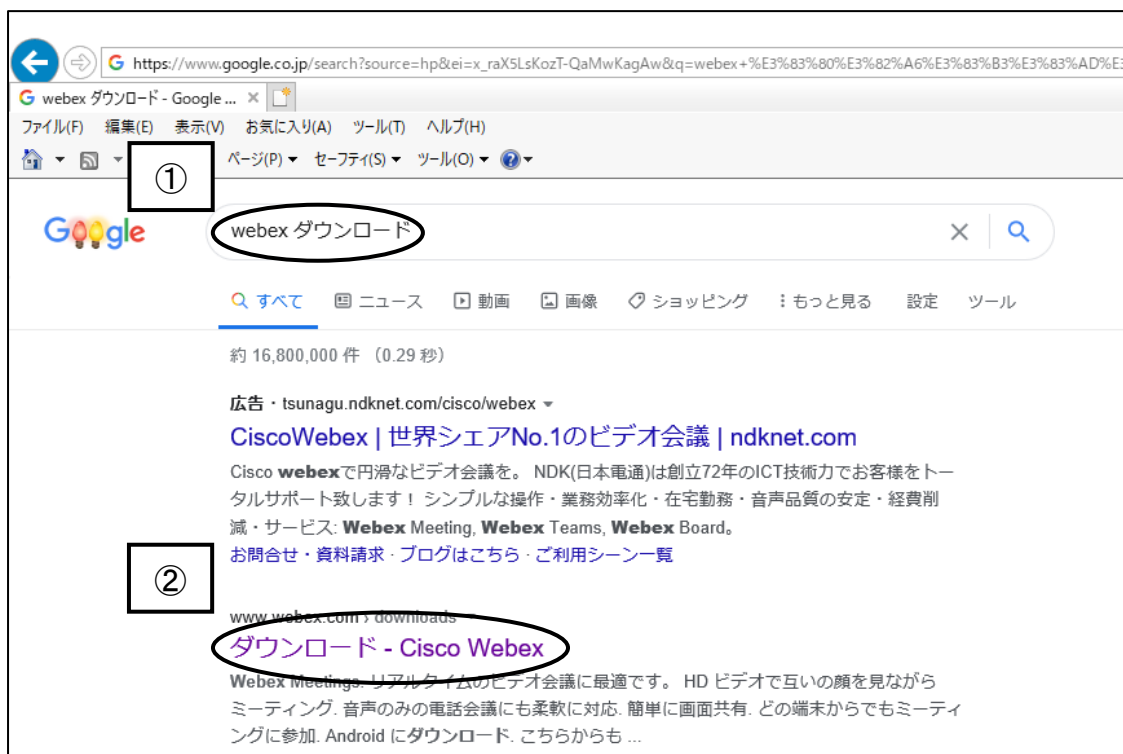 G https://www.google.co.jp/search?source=hp&ei=x_raX5LsKozT-QaMwKagAw&q=webex+%E3%83%80%E3%82%A6%E3%83%B3%E3%83%AD%E3
G webex ダウンロード - Google ... ×
ファイル(F) 編集(E) 表示(V) お気に入り(A) ツール(T) ヘルプ(H)
ページ(P) セーフティ(S) ツール(O)
①
Google
webex ダウンロード
すべて ニュース 動画 画像 ショッピング もっと見る 設定 ツール
約 16,800,000 件 (0.29 秒)
広告・tsunagu.ndknet.com/cisco/webex
CiscoWebex | 世界シェアNo.1のビデオ会議 | ndknet.com
Cisco webexで円滑なビデオ会議を。 NDK(日本電通)は創立72年のICT技術力でお客様をトー
タルサポート致します！ シンプルな操作・業務効率化・在宅勤務・音声品質の安定・経費削
減・サービス: Webex Meeting, Webex Teams, Webex Board。
お問合せ・資料請求 · ブログはこちら · ご利用シーン一覧
②
www.webex.com › downloads
ダウンロード - Cisco Webex
Webex Meetings. リアルタイムのビデオ会議に最適です。 HD ビデオで互いの顔を見ながら
ミーティング. 音声のみの電話会議にも柔軟に対応. 簡単に画面共有. どの端末からでもミーティ
ングに参加. Android にダウンロード. こちらからも ...